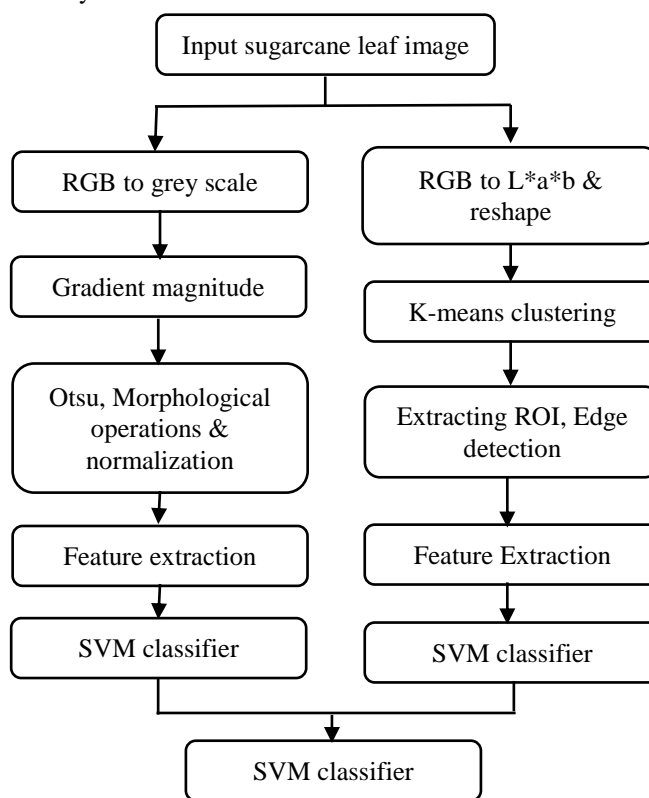 Input sugarcane leaf image
RGB to grey scale
Gradient magnitude
Otsu, Morphological
operations &
normalization
Feature extraction
SVM classifier
RGB to L*a*b &
reshape
K-means clustering
Extracting ROI, Edge
detection
Feature Extraction
SVM classifier
SVM classifier